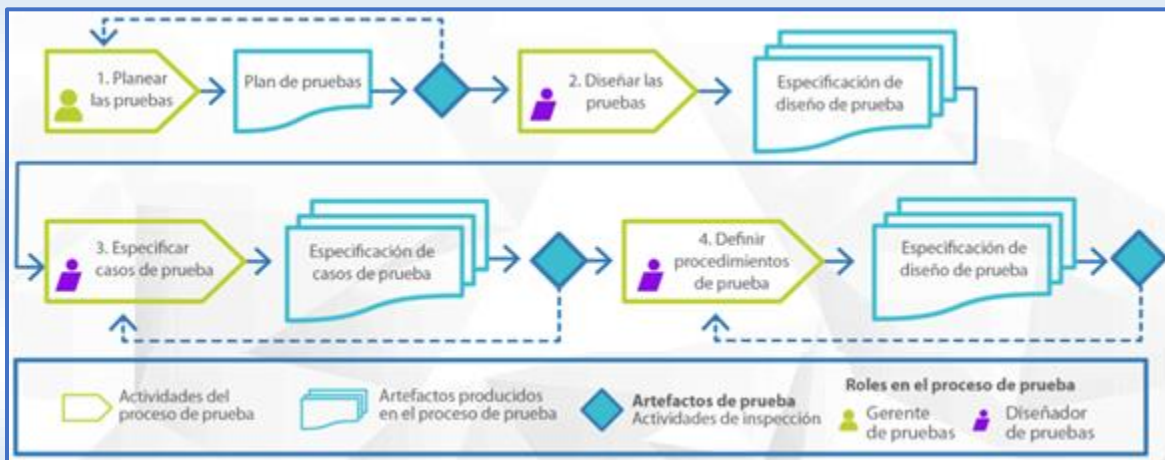 1. Planear
las pruebas
Plan de pruebas
2. Diseñar las
pruebas
Especificación de
diseño de prueba
3. Especificar
casos de prueba
Especificación de
casos de prueba
4. Definir
procedimientos
de prueba
Especificación de
diseño de prueba
Actividades del
proceso de prueba
Artefactos producidos
en el proceso de prueba
Artefactos de prueba
Actividades de inspección
Roles en el proceso de prueba
Gerente
de pruebas
Diseñador
de pruebas